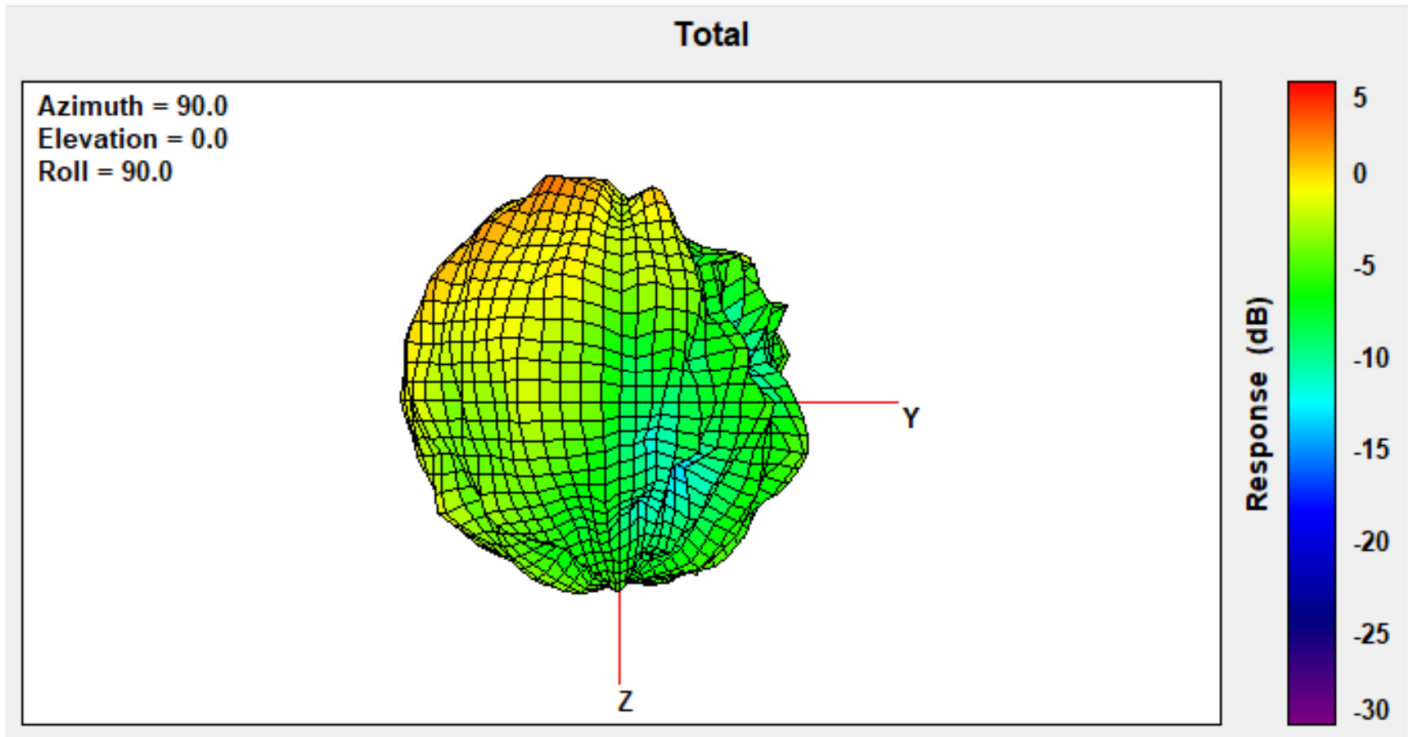 Total
Azimuth = 90.0
Elevation = 0.0
Roll = 90.0
Y
Z
5
0
-5
-10
-15
-20
-25
-30
Response (dB)